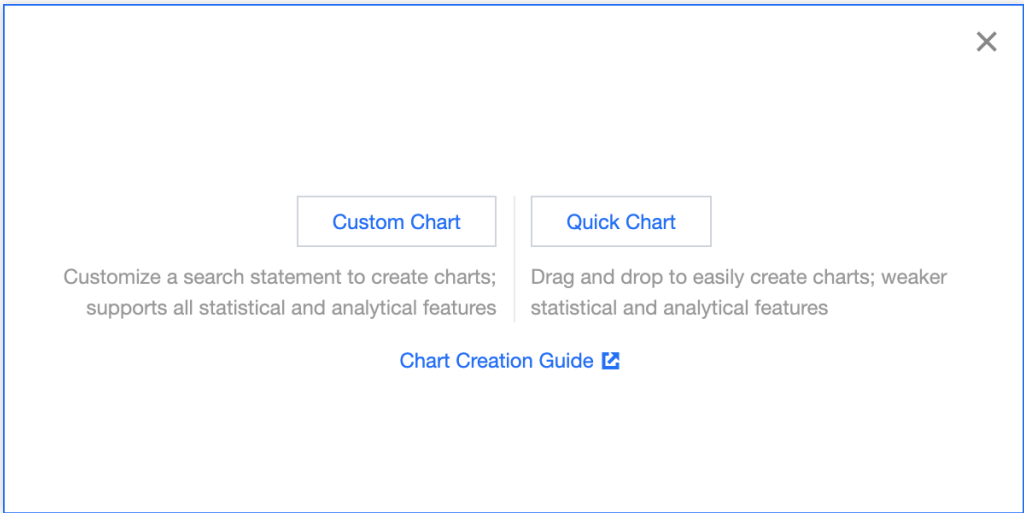 Custom Chart
Customize a search statement to create charts;
supports all statistical and analytical features
Quick Chart
Drag and drop to easily create charts; weaker
statistical and analytical features
Chart Creation Guide